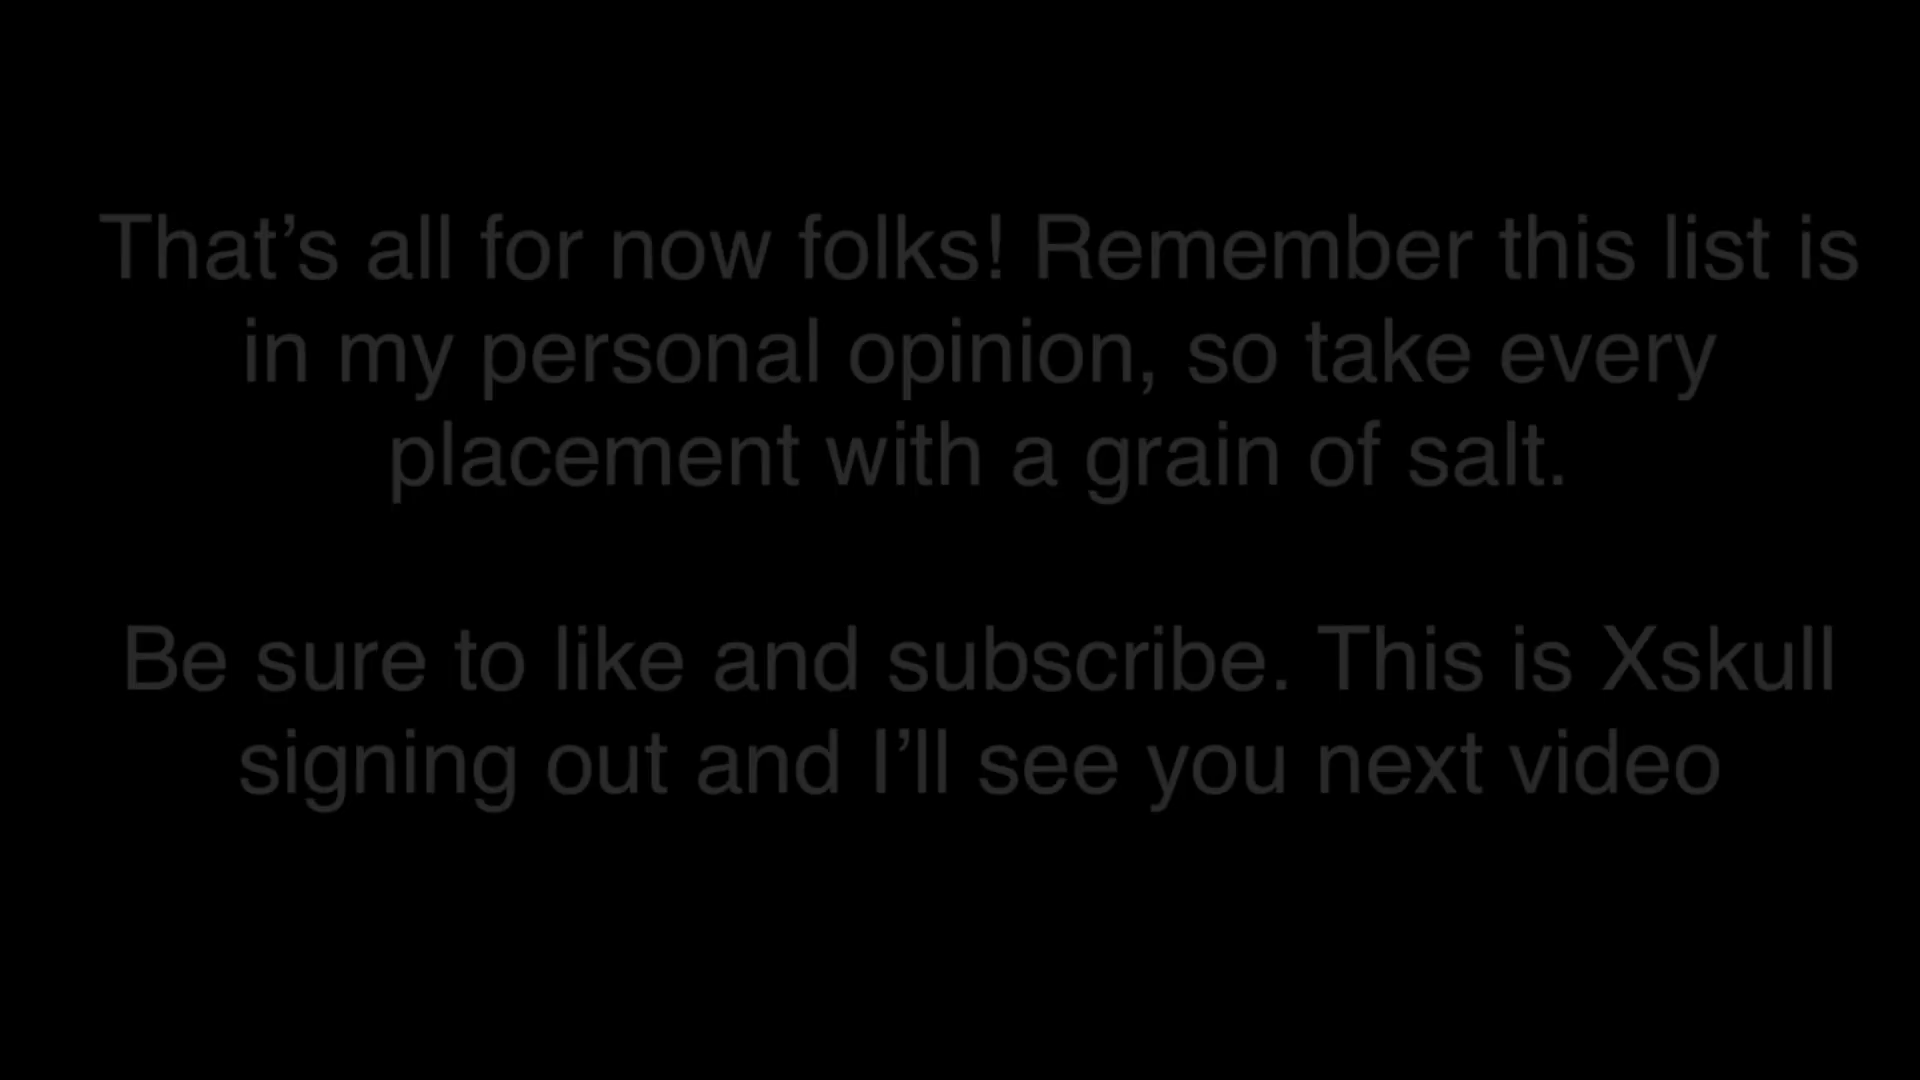 That’s all for now folks! Remember this list is
in my personal opinion, so take every
placement with a grain of salt.
Be sure to like and subscribe. This is Xskull
signing out and I’ll see you next video